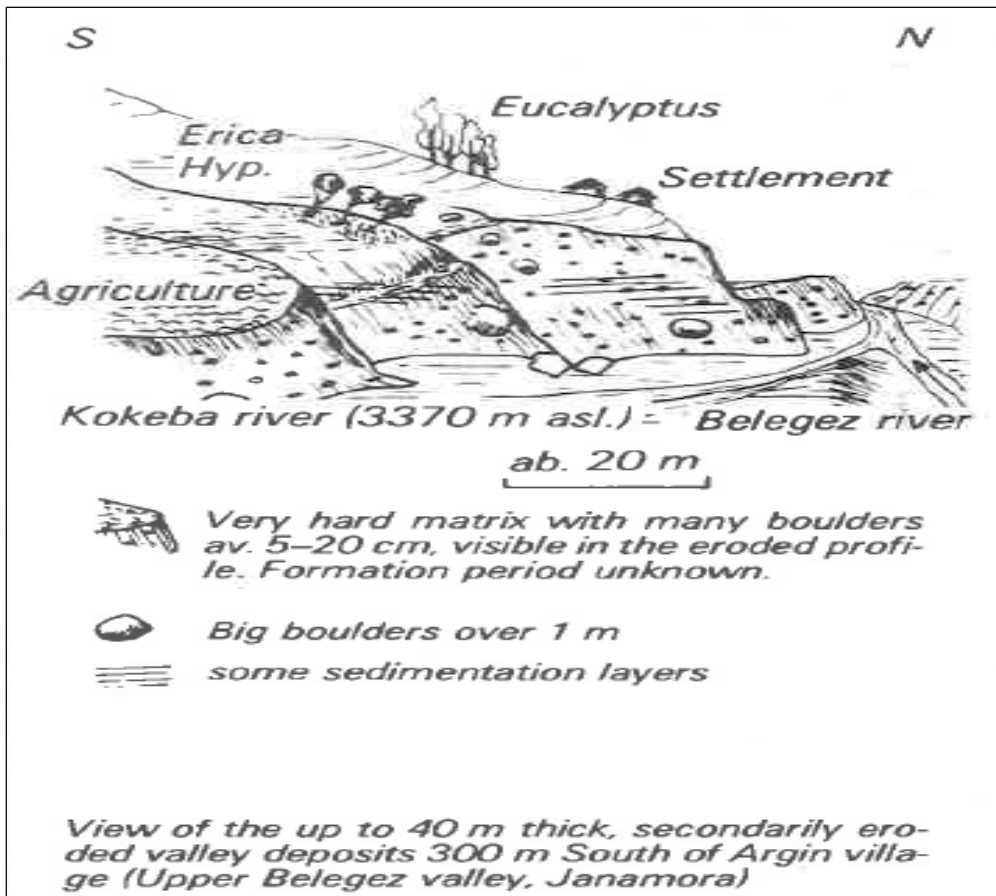 S N
Eucalyptus
Erica
Hyp.
Settlement
Agriculture
Kokeba river (3370 m asl.) - Belegez river
ab. 20 m
Very hard matrix with many boulders
av. 5–20 cm, visible in the eroded profi-
le. Formation period unknown.
Big boulders over 1 m
some sedimentation layers
View of the up to 40 m thick, secondarily ero-
ded valley deposits 300 m South of Argin villa-
ge (Upper Belegez valley, Janamora)